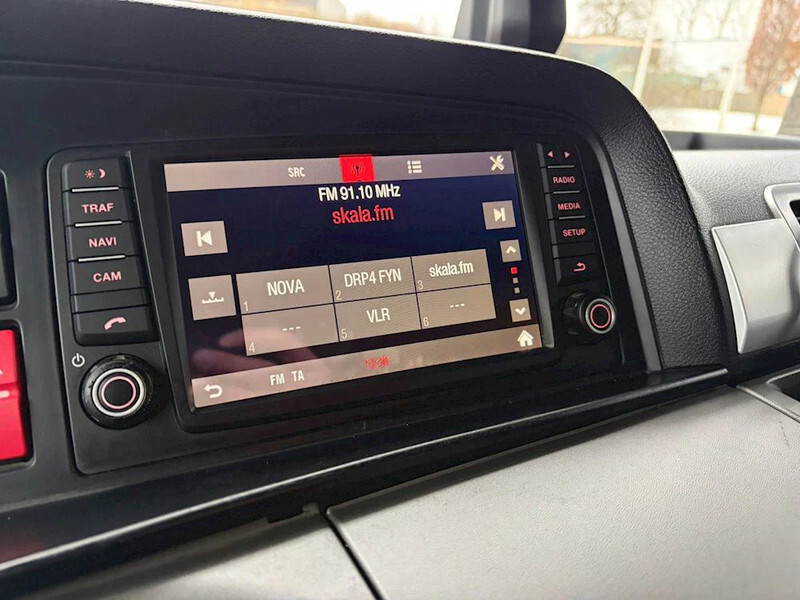 SRC
FM 91.10 MHz
skala.fm
NOVA
1
DRP4 FYN
2
skala.fm
3
---
4
VLR
5
---
6
FM TA
TRAF
NAVI
CAM
RADIO
MEDIA
SETUP